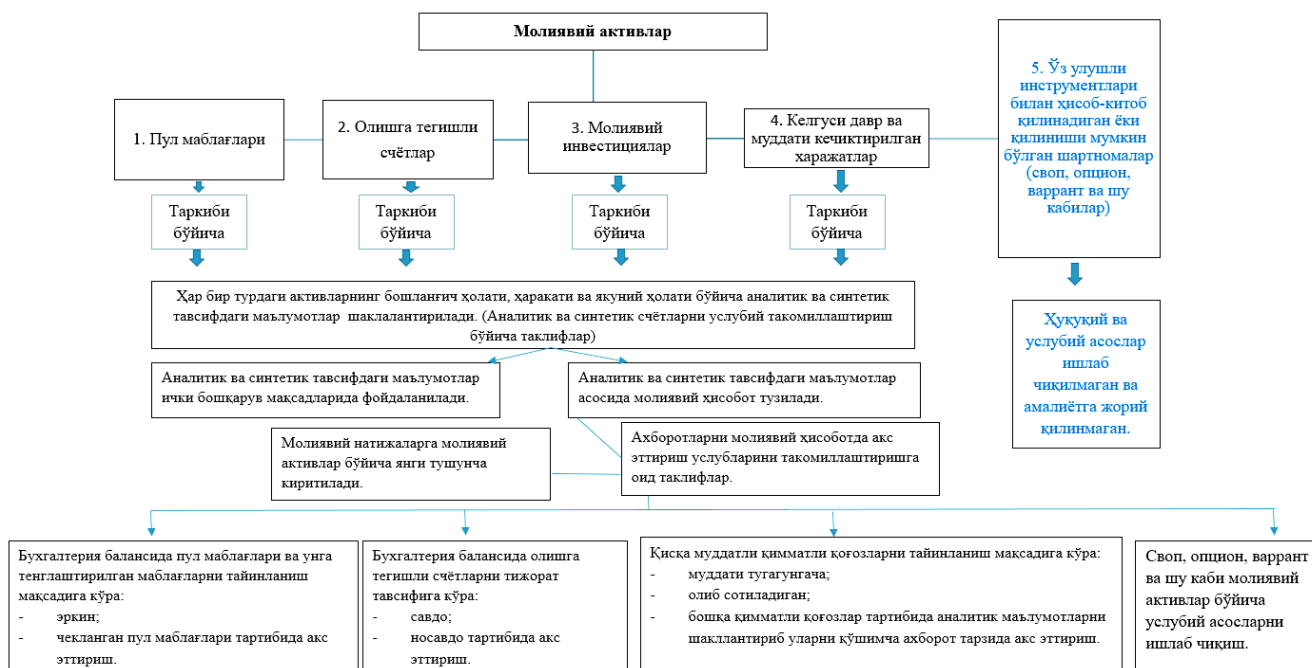 Молиявий активлар
1. Пул маблағлари
2. Олишга тегишли
счётлар
3. Молиявий
инвестициялар
4. Келгуси давр ва
муддати кечиктирилган
харажатлар
5. Ўз улушли
инструментлари
билан ҳисоб-китоб
қилинадиган ёки
қилиниши мумкин
бўлган шартномалар
(своп, опцион,
варрант ва шу
кабилар)
Таркиби
бўйича
Таркиби
бўйича
Таркиби
бўйича
Таркиби
бўйича
Ҳар бир турдаги активларнинг бошланғич ҳолати, ҳаракати ва якуний ҳолати бўйича аналитик ва синтетик
тавсифдаги маълумотлар шаклалантирилади. (Аналитик ва синтетик счётларни услубий такомиллаштириш
бўйича таклифлар)
Ҳуқуқий ва
услубий асослар
ишлаб
чиқилмаган ва
амалиётга жорий
қилинмаган.
Аналитик ва синтетик тавсифдаги маълумотлар
ички бошқарув мақсадларида фойдаланилади.
Аналитик ва синтетик тавсифдаги маълумотлар
асосида молиявий ҳисобот тузилади.
Молиявий натижаларга молиявий
активлар бўйича янги тушунча
киритилади.
Ахборотларни молиявий ҳисоботда акс
эттириш услубларини такомиллаштиришга
оид таклифлар.
Бухгалтерия балансида пул маблағлари ва унга
тенглаштирилган маблағларни тайинланиш
мақсадига кўра:
- эркин;
- чекланган пул маблағлари тартибида акс
эттириш.
Бухгалтерия балансида олишга
тегишли счётларни тижорат
тавсифига кўра:
- савдо;
- носавдо тартибида акс
эттириш.
Қисқа муддатли қимматли қоғозларни тайинланиш мақсадига кўра:
- муддати тугагунгача;
- олиб сотиладиган;
- бошқа қимматли қоғозлар тартибида аналитик маълумотларни
шакллантириб уларни қўшимча ахборот тарзида акс эттириш.
Своп, опцион, варрант
ва шу каби молиявий
активлар бўйича
услубий асосларни
ишлаб чиқиш.